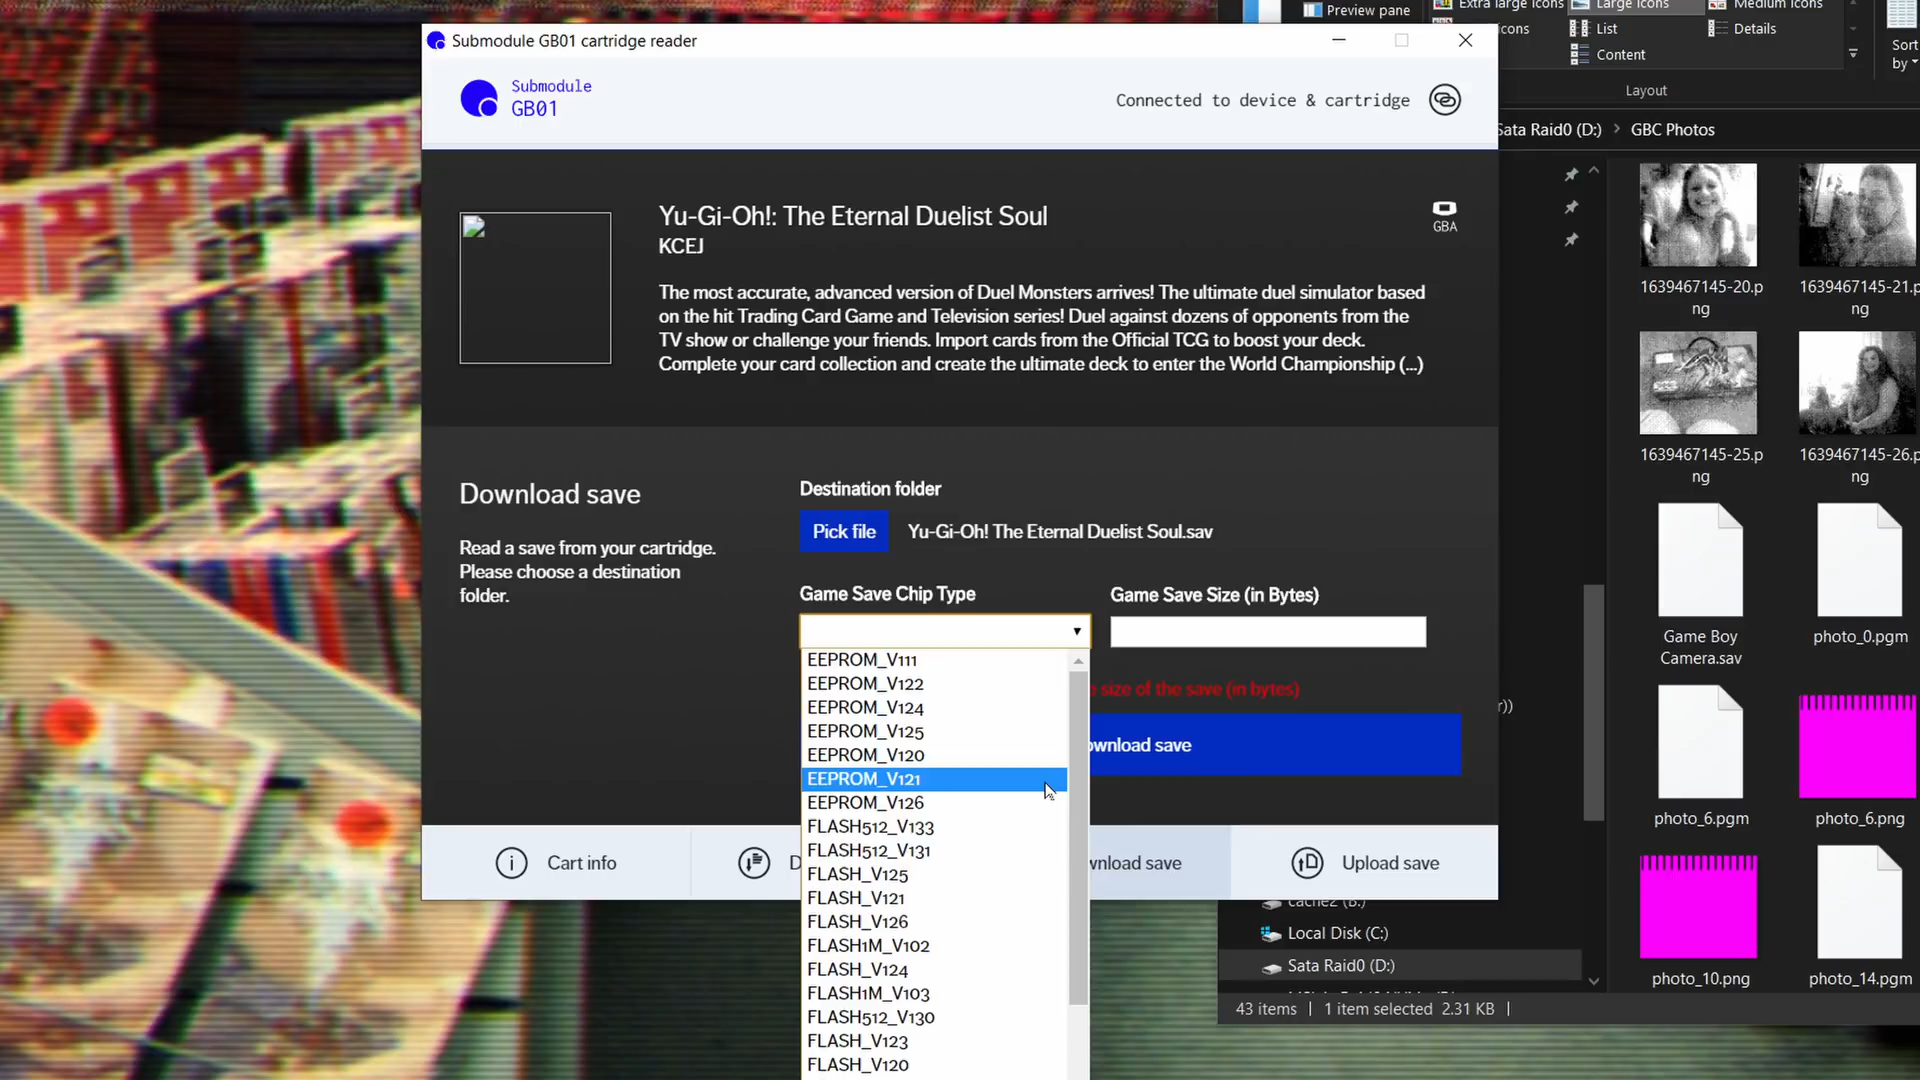 Preview pane
Extra large icons
Large icons
Medium icons
List
Details
Content
Sort
by
Layout
Submodule GB01 cartridge reader
Submodule
GB01
Connected to device & cartridge
Sata Raid0 (D:) > GBC Photos
Yu-Gi-Oh!: The Eternal Duelist Soul
KCEJ
GBA
The most accurate, advanced version of Duel Monsters arrives! The ultimate duel simulator based
on the hit Trading Card Game and Television series! Duel against dozens of opponents from the
TV show or challenge your friends. Import cards from the Official TCG to boost your deck.
Complete your card collection and create the ultimate deck to enter the World Championship (...)
Download save
Read a save from your cartridge.
Please choose a destination
folder.
Destination folder
Pick file
Yu-Gi-Oh! The Eternal Duelist Soul.sav
Game Save Chip Type
Game Save Size (in Bytes)
EEPROM_V111
EEPROM_V122
EEPROM_V124
EEPROM_V125
EEPROM_V120
EEPROM_V121
EEPROM_V126
FLASH512_V133
FLASH512_V131
FLASH_V125
FLASH_V121
FLASH_V126
FLASH1M_V102
FLASH_V124
FLASH1M_V103
FLASH512_V130
FLASH_V123
FLASH_V120
size of the save (in bytes)
ownload save
Cart info
D
wnload save
Upload save
1639467145-20.p
ng
1639467145-21.p
ng
1639467145-25.p
ng
1639467145-26.p
ng
Game Boy
Camera.sav
photo_0.pgm
r))
photo_6.pgm
photo_6.png
photo_10.png
photo_14.pgm
Local Disk (C:)
Sata Raid0 (D:)
43 items
1 item selected 2.31 KB